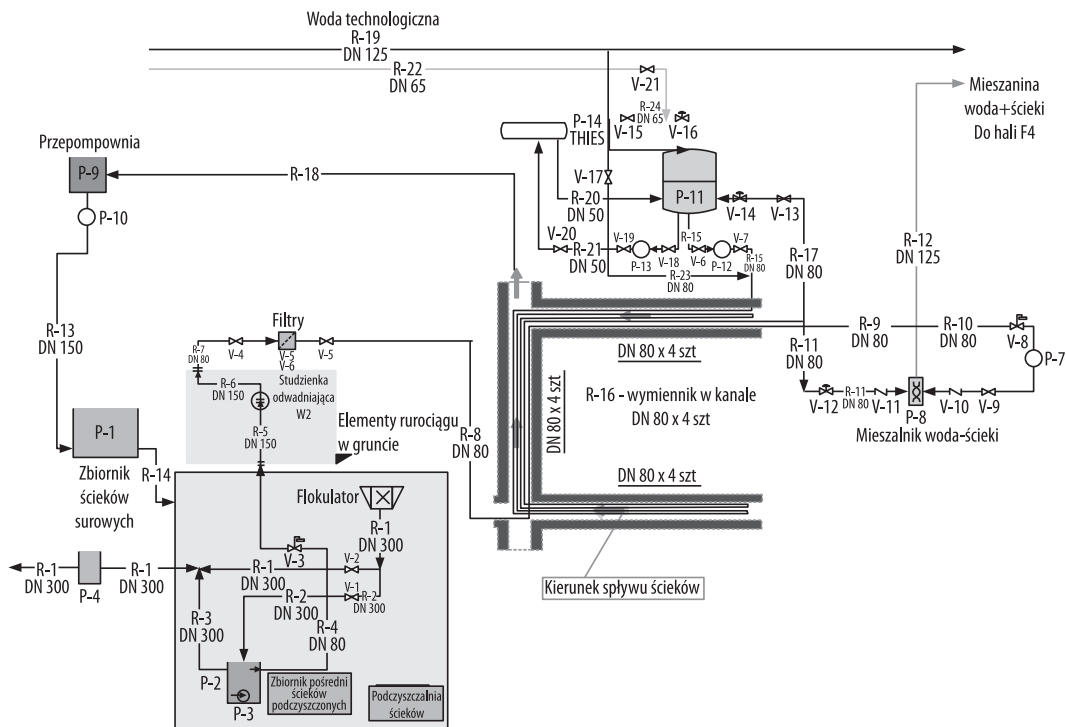 Woda technologiczna
R-19
DN 125
R-22
DN 65
V-21
R-24
DN 65
V-15
V-16
P-14
THIES
Mieszanina
woda+ścieki
Do hali F4
Przepompownia
P-9
P-10
R-18
V-17
R-20
DN 50
P-11
V-14
V-13
V-20
R-21
DN 50
V-19
P-13
V-18
R-15
V-6
P-12
V-7
R-15
DN 80
R-23
DN 80
R-17
DN 80
R-12
DN 125
R-13
DN 150
Filtry
R-7
DN 80
V-4
V-5
V-6
V-5
R-6
DN 150
Studzienka
odwadniająca
W2
R-5
DN 150
Elementy rurociągu
w gruncie
R-8
DN 80
DN 80 x 4 szt
DN 80 x 4 szt
R-16 - wymiennik w kanale
DN 80 x 4 szt
DN 80 x 4 szt
R-9
DN 80
R-10
DN 80
V-8
P-7
R-11
DN 80
V-12
R-11
DN 80
V-11
P-8
V-10
V-9
Mieszalnik woda-ścieki
P-1
Zbiornik
ścieków
surowych
R-14
Flokulator
R-1
DN 300
V-3
V-2
R-1
DN 300
V-1
R-2
DN 300
R-2
DN 300
R-1
DN 300
P-4
R-1
DN 300
R-3
DN 300
R-4
DN 80
P-2
P-3
Zbiornik pośredni
ścieków
podczyszczonych
Podczyszczalnia
ścieków
Kierunek spływu ścieków